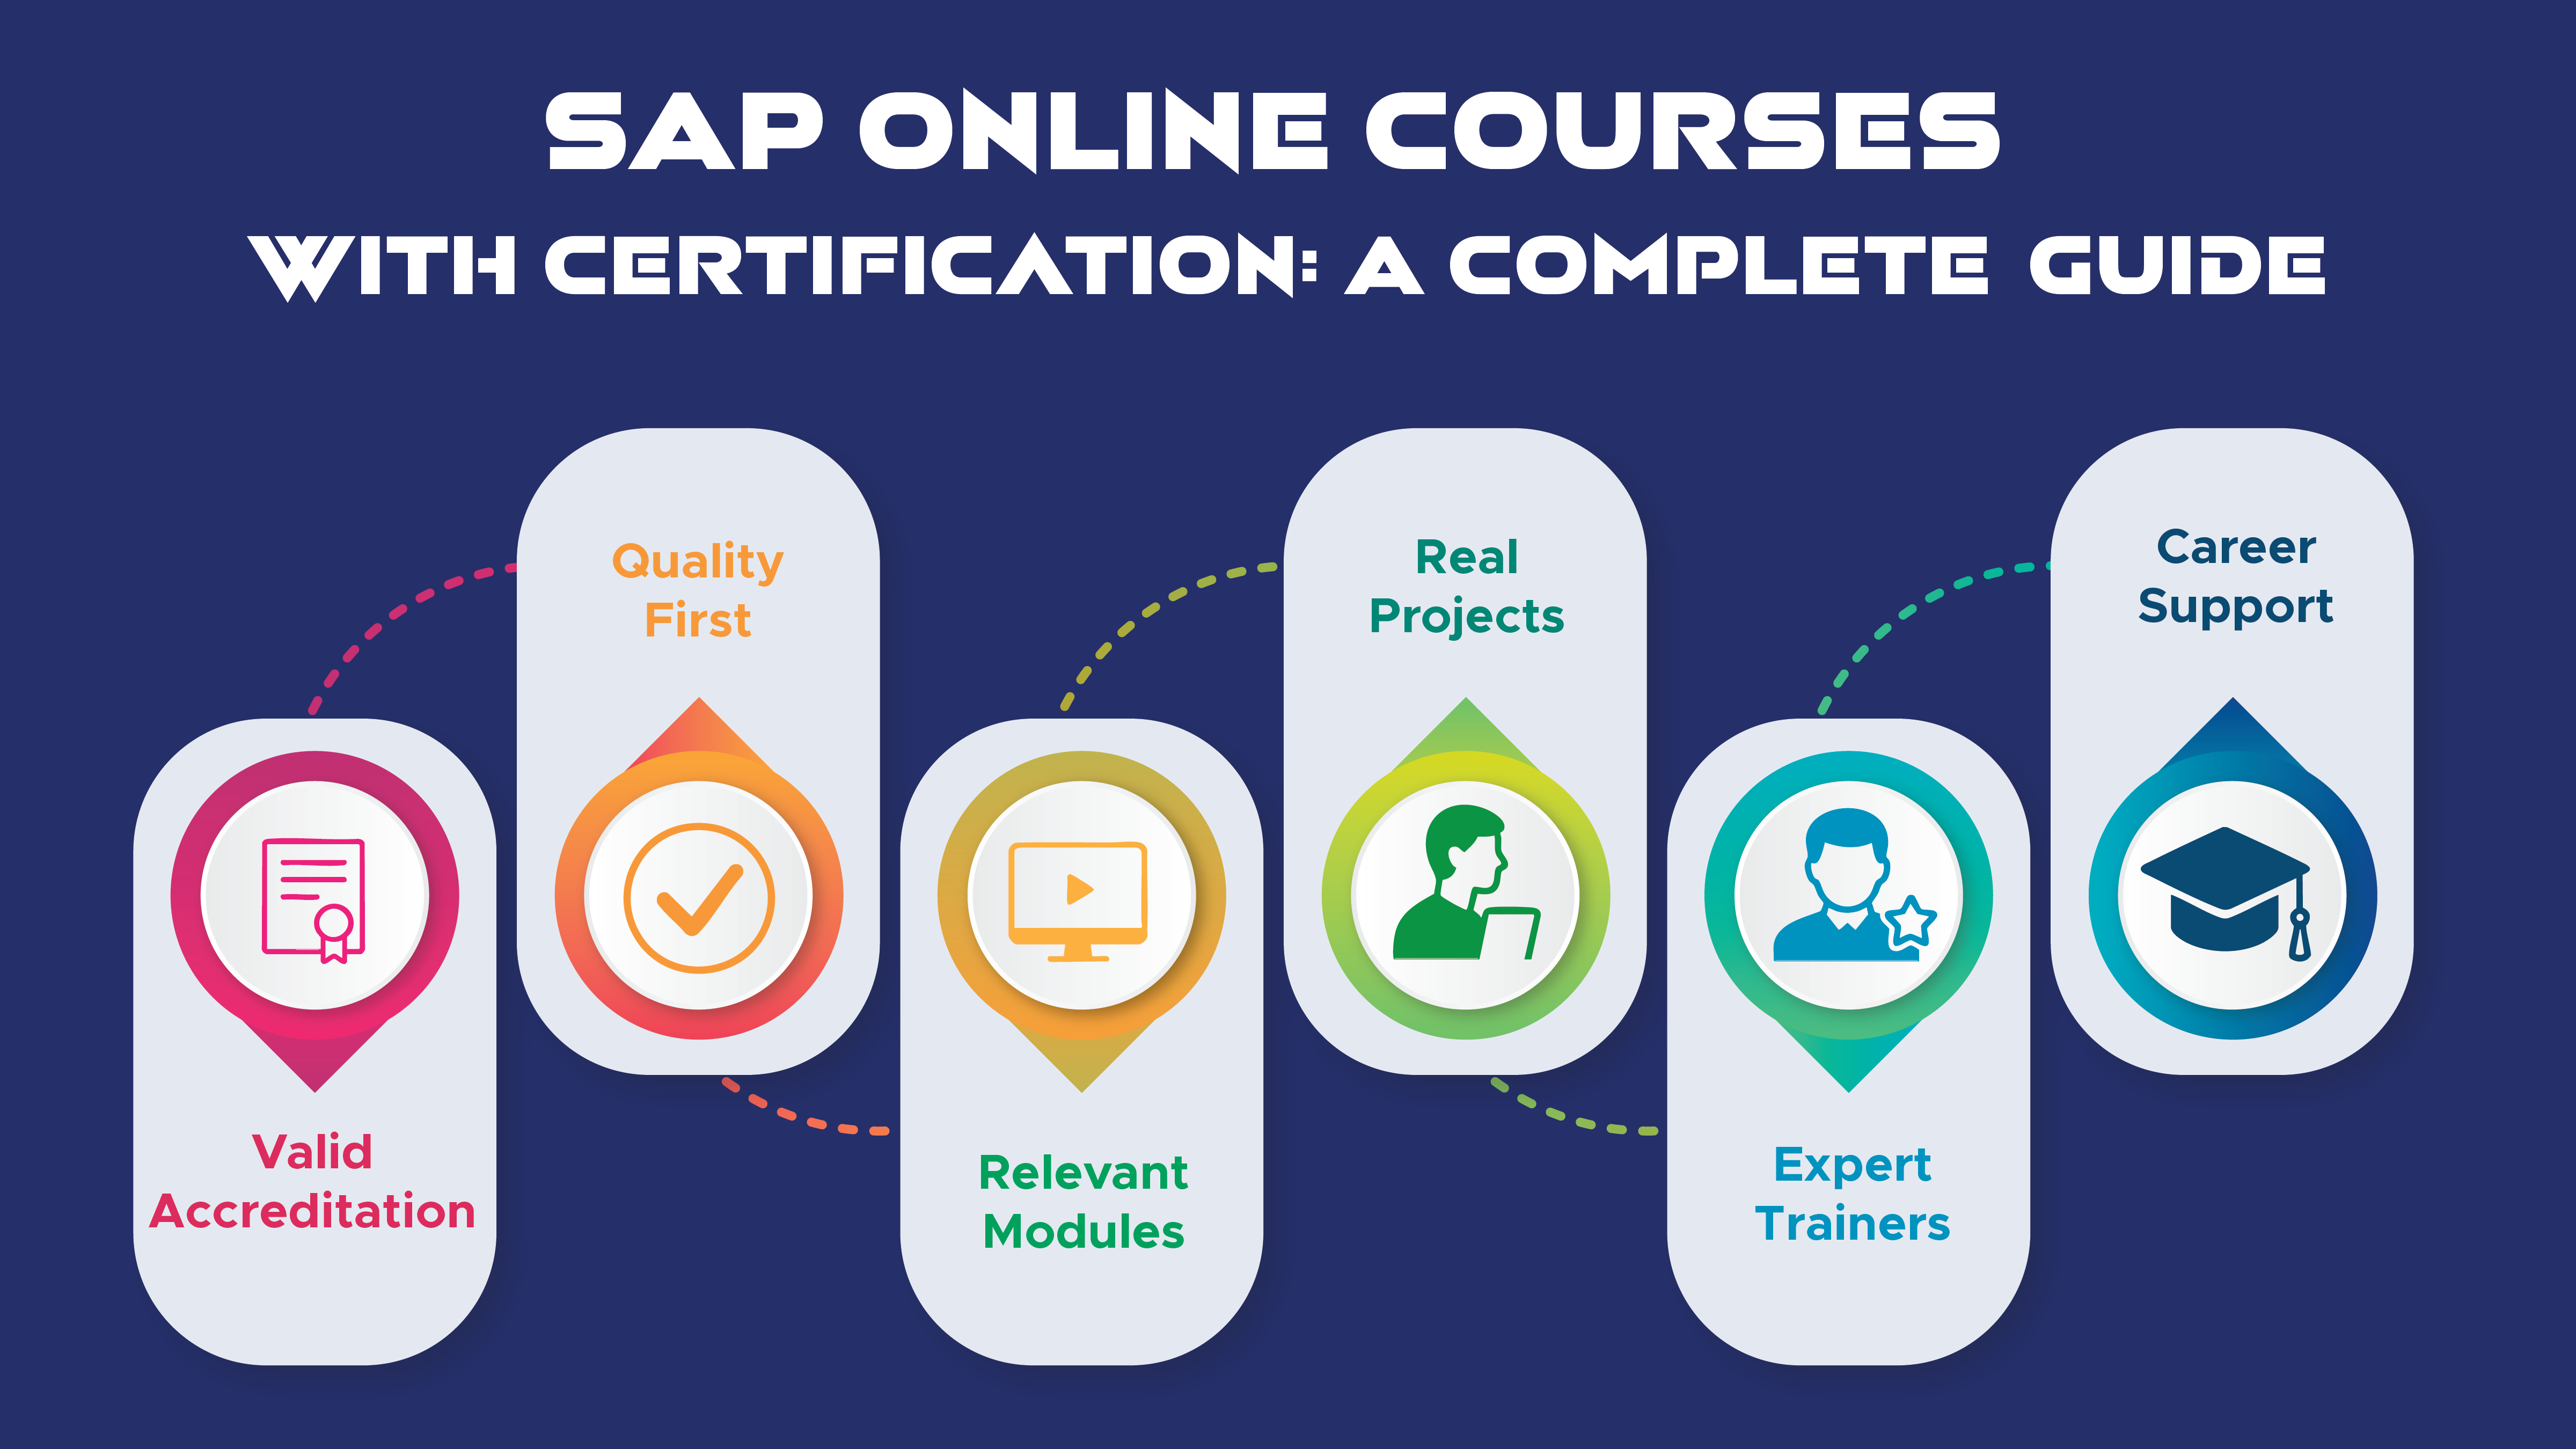 SAP ONLINE COURSES
WITH CERTIFICATION: A COMPLETE GUIDE
Valid
Accreditation
Quality
First
Relevant
Modules
Real
Projects
Expert
Trainers
Career
Support